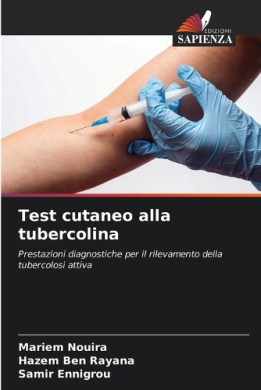 EDIZIONI
SAPIENZA
Test cutaneo alla
tubercolina
Prestazioni diagnostiche per il rilevamento della
tubercolosi attiva
Mariem Nouira
Hazem Ben Rayana
Samir Ennigrou